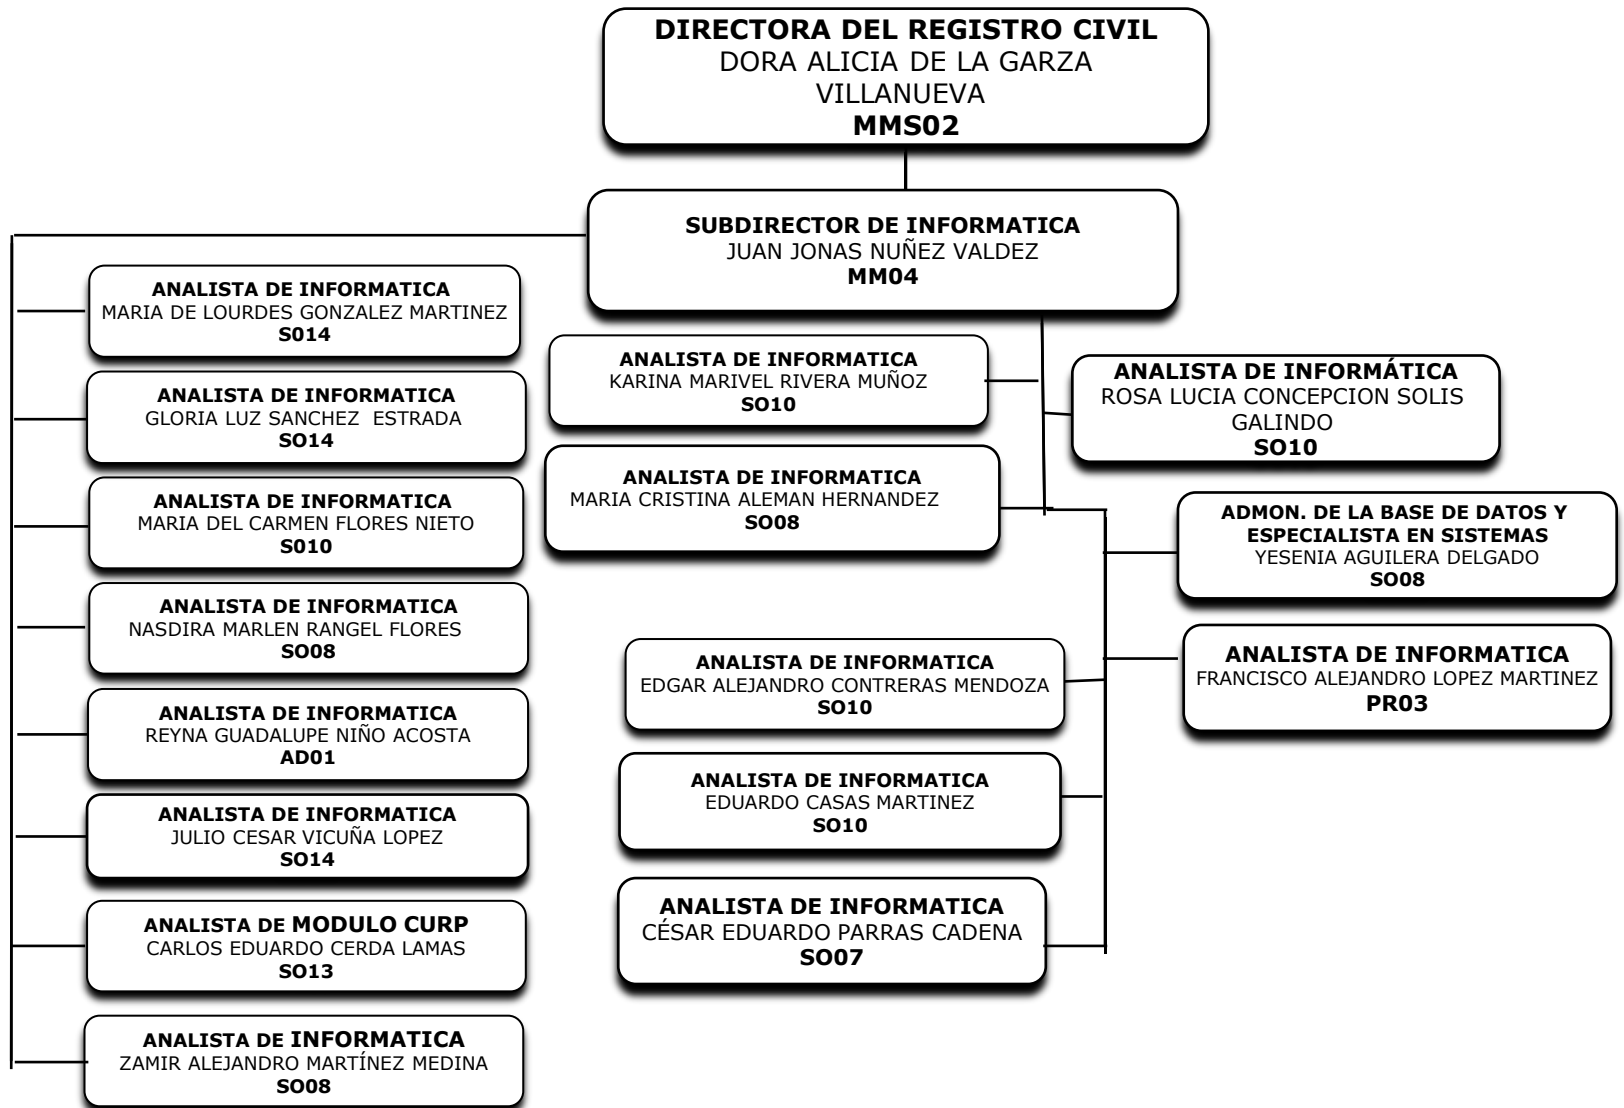 DIRECTORA DEL REGISTRO CIVIL
DORA ALICIA DE LA GARZA
VILLANUEVA
MMS02
SUBDIRECTOR DE INFORMATICA
JUAN JONAS NUÑEZ VALDEZ
MM04
ANALISTA DE INFORMATICA
MARIA DE LOURDES GONZALEZ MARTINEZ
S014
ANALISTA DE INFORMATICA
GLORIA LUZ SANCHEZ ESTRADA
SO14
ANALISTA DE INFORMATICA
MARIA DEL CARMEN FLORES NIETO
S010
ANALISTA DE INFORMATICA
NASDIRA MARLEN RANGEL FLORES
SO08
ANALISTA DE INFORMATICA
REYNA GUADALUPE NIÑO ACOSTA
AD01
ANALISTA DE INFORMATICA
JULIO CESAR VICUÑA LOPEZ
SO14
ANALISTA DE MODULO CURP
CARLOS EDUARDO CERDA LAMAS
SO13
ANALISTA DE INFORMATICA
ZAMIR ALEJANDRO MARTÍNEZ MEDINA
SO08
ANALISTA DE INFORMATICA
KARINA MARIVEL RIVERA MUÑOZ
SO10
ANALISTA DE INFORMATICA
MARIA CRISTINA ALEMAN HERNANDEZ
SO08
ANALISTA DE INFORMÁTICA
ROSA LUCIA CONCEPCION SOLIS
GALINDO
SO10
ADMON. DE LA BASE DE DATOS Y
ESPECIALISTA EN SISTEMAS
YESENIA AGUILERA DELGADO
SO08
ANALISTA DE INFORMATICA
FRANCISCO ALEJANDRO LOPEZ MARTINEZ
PR03
ANALISTA DE INFORMATICA
EDGAR ALEJANDRO CONTRERAS MENDOZA
SO10
ANALISTA DE INFORMATICA
EDUARDO CASAS MARTINEZ
SO10
ANALISTA DE INFORMATICA
CÉSAR EDUARDO PARRAS CADENA
SO07